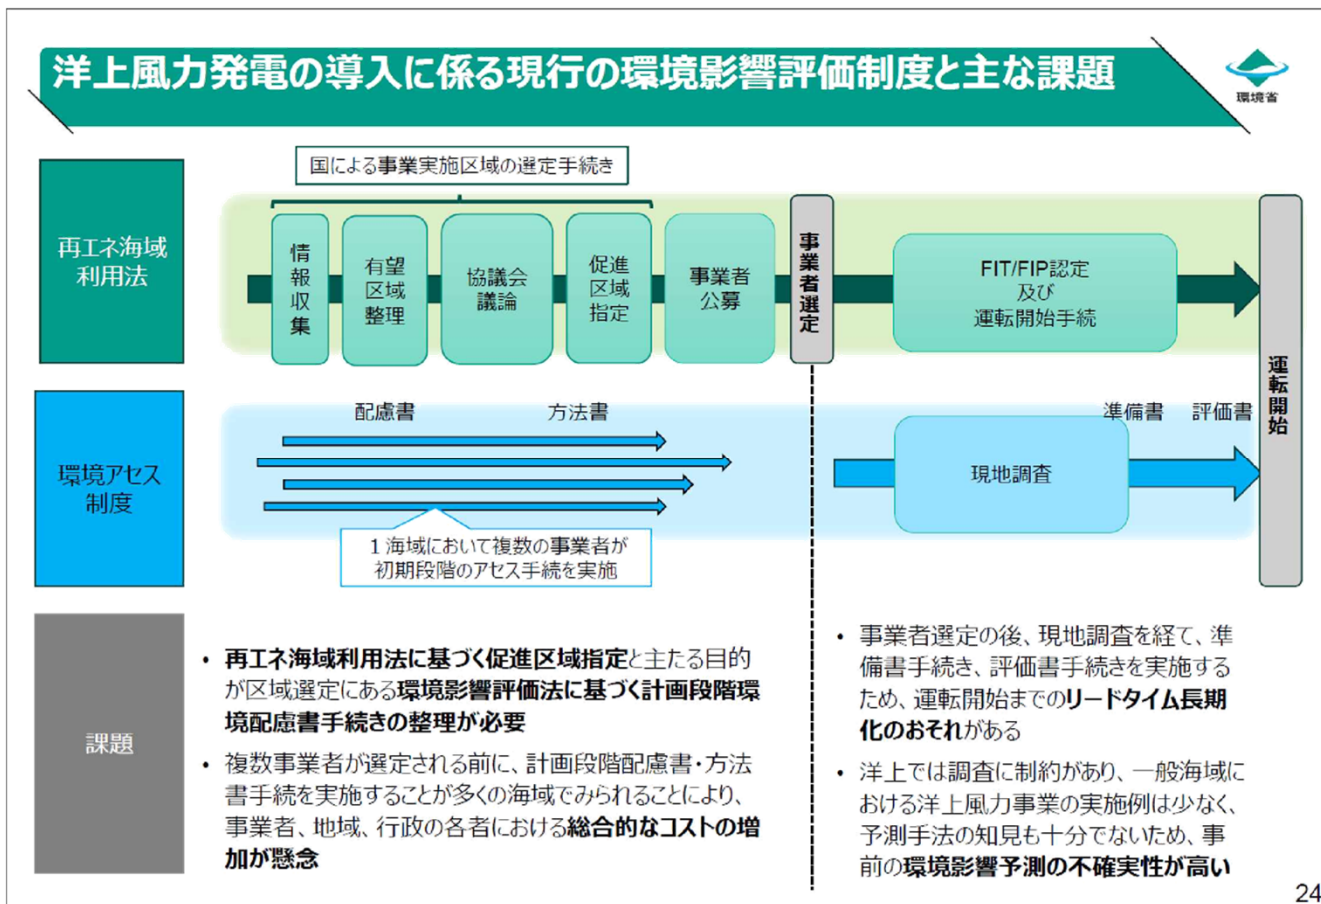 洋上風力発電の導入に係る現行の環境影響評価制度と主な課題
環境省
国による事業実施区域の選定手続き
再エネ海域
利用法
情報収集
有望
区域
整理
協議会
議論
促進
区域
指定
事業者
公募
事業者選定
FIT/FIP認定
及び
運転開始手続
運転開始
環境アセス
制度
配慮書
方法書
準備書
評価書
現地調査
1 海域において複数の事業者が
初期段階のアセス手続を実施
課題
• 再エネ海域利用法に基づく促進区域指定と主たる目的
が区域選定にある環境影響評価法に基づく計画段階環
境配慮書手続きの整理が必要
• 複数事業者が選定される前に、計画段階配慮書・方法
書手続を実施することが多くの海域でみられることにより、
事業者、地域、行政の各者における総合的なコストの増
加が懸念
• 事業者選定の後、現地調査を経て、準
備書手続き、評価書手続きを実施する
ため、運転開始までのリードタイム長期
化のおそれがある
• 洋上では調査に制約があり、一般海域に
おける洋上風力事業の実施例は少なく、
予測手法の知見も十分でないため、事
前の環境影響予測の不確実性が高い
24